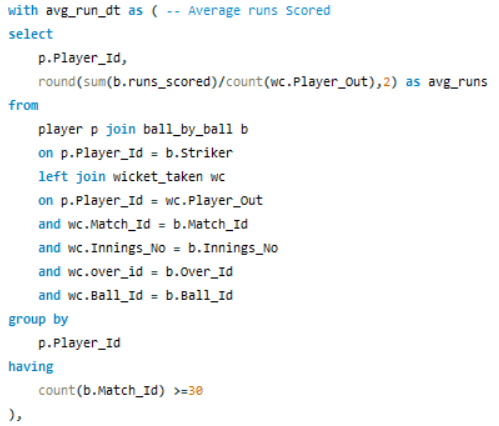 with avg_run_dt as ( -- Average runs Scored
select
    p.Player_Id,
    round(sum(b.runs_scored)/count(wc.Player_Out),2) as avg_runs
from
    player p join ball_by_ball b
    on p.Player_Id = b.Striker
    left join wicket_taken wc
    on p.Player_Id = wc.Player_Out
    and wc.Match_Id = b.Match_Id
    and wc.Innings_No = b.Innings_No
    and wc.over_id = b.Over_Id
    and wc.Ball_Id = b.Ball_Id
group by
    p.Player_Id
having
    count(b.Match_Id) >=30
),